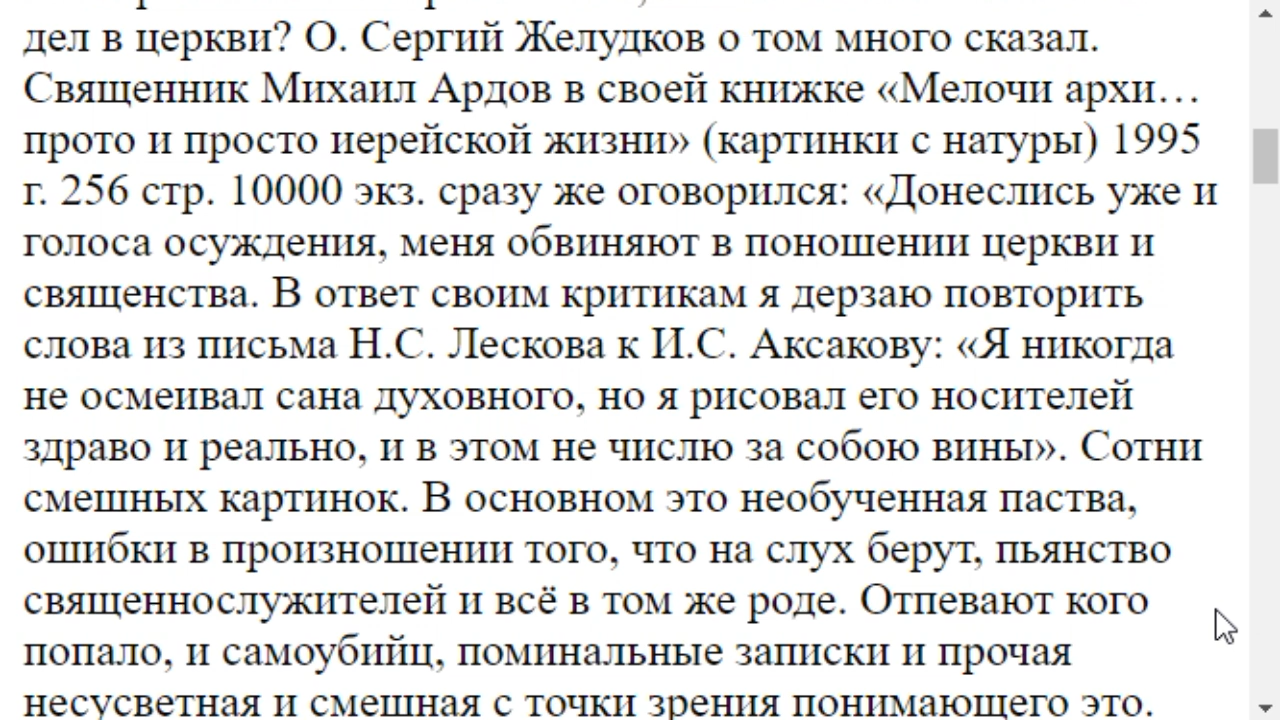 дел в церкви? О. Сергий Желудков о том много сказал.
Священник Михаил Ардов в своей книжке «Мелочи архи…
прото и просто иерейской жизни» (картинки с натуры) 1995
г. 256 стр. 10000 экз. сразу же оговорился: «Донеслись уже и
голоса осуждения, меня обвиняют в поношении церкви и
священства. В ответ своим критикам я дерзаю повторить
слова из письма Н.С. Лескова к И.С. Аксакову: «Я никогда
не осмеивал сана духовного, но я рисовал его носителей
здраво и реально, и в этом не числю за собою вины». Сотни
смешных картинок. В основном это необученная паства,
ошибки в произношении того, что на слух берут, пьянство
священнослужителей и всё в том же роде. Отпевают кого
попало, и самоубийц, поминальные записки и прочая
несусветная и смешная с точки зрения понимающего это.